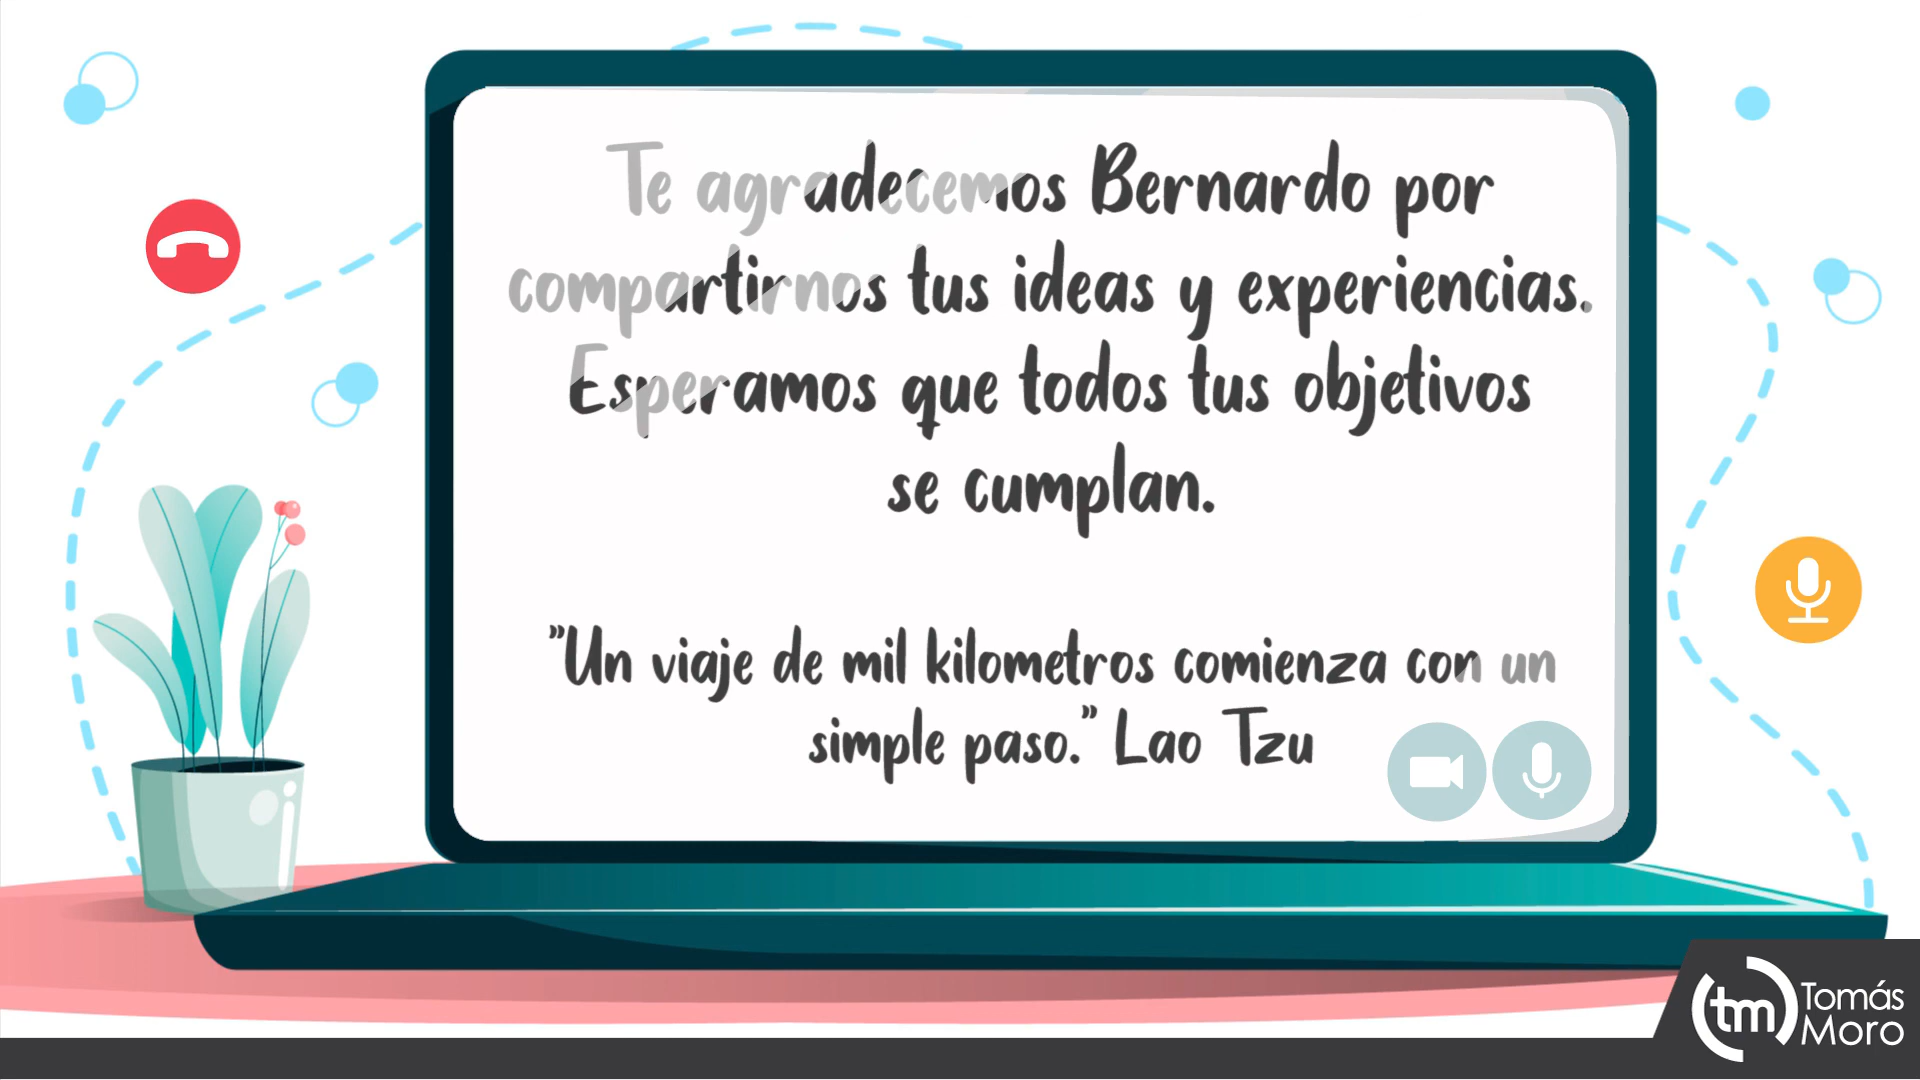 Te agradecemos Bernardo por
compartirnos tus ideas y experiencias.
Esperamos que todos tus objetivos
se cumplan.
"Un viaje de mil kilometros comienza con un
simple paso." Lao Tzu
tm
Tomás
Moro